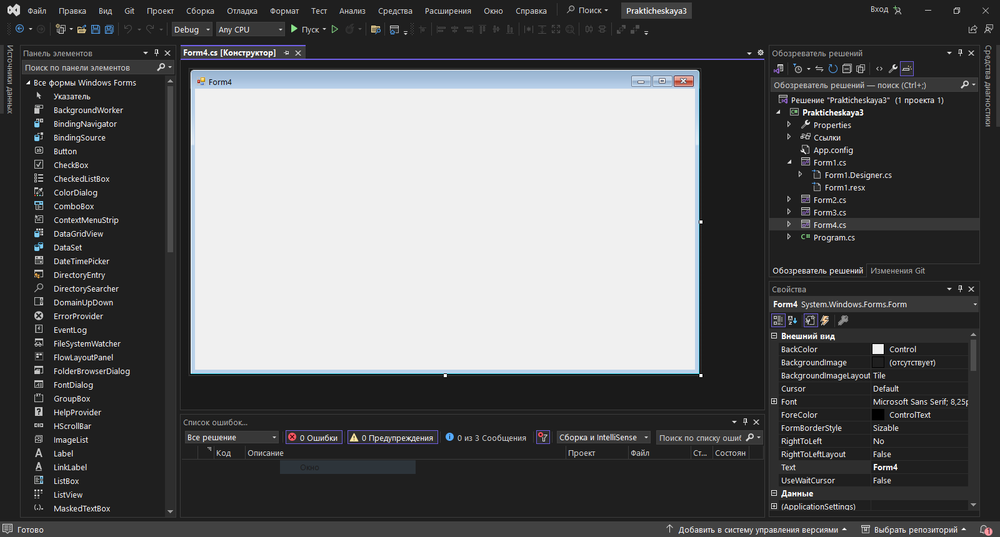 Файл Правка Вид Git Проект Сборка Отладка Формат Тест Анализ Средства Расширения Окно Справка Поиск Prakticheskaya3 Вход
Debug Any CPU Пуск
Источники данных
Панель элементов
Поиск по панели элементов
Все формы Windows Forms
Указатель
BackgroundWorker
BindingNavigator
BindingSource
Button
CheckBox
CheckedListBox
ColorDialog
ComboBox
ContextMenuStrip
DataGridView
DataSet
DateTimePicker
DirectoryEntry
DirectorySearcher
DomainUpDown
ErrorProvider
EventLog
FileSystemWatcher
FlowLayoutPanel
FolderBrowserDialog
FontDialog
GroupBox
HelpProvider
HScrollBar
ImageList
Label
LinkLabel
ListBox
ListView
MaskedTextBox
Form4.cs [Конструктор]
Form4
Список ошибок...
Все решение 0 Ошибки 0 Предупреждения 0 из 3 Сообщения Сборка и IntelliSense Поиск по списку ошиб
Код Описание Проект Файл Ст... Состоян
Окно
Обозреватель решений
Обозреватель решений — поиск (Ctrl+;)
Решение "Prakticheskaya3" (1 проекта 1)
Prakticheskaya3
Properties
Ссылки
App.config
Form1.cs
Form1.Designer.cs
Form1.resx
Form2.cs
Form3.cs
Form4.cs
C# Program.cs
Обозреватель решений Изменения Git
Свойства
Form4 System.Windows.Forms.Form
Внешний вид
BackColor Control
BackgroundImage (отсутствует)
BackgroundImageLayout Tile
Cursor Default
Font Microsoft Sans Serif; 8,25p
ForeColor ControlText
FormBorderStyle Sizable
RightToLeft No
RightToLeftLayout False
Text Form4
UseWaitCursor False
Данные
(ApplicationSettings)
Средства диагностики
Готово Добавить в систему управления версиями Выбрать репозиторий 1